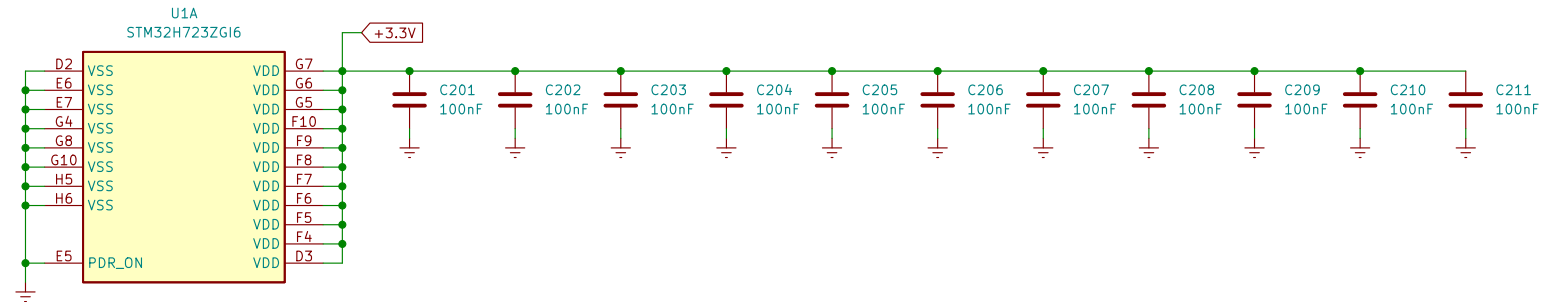 U1A
STM32H723ZGI6
+3.3V
D2 VSS VDD G7
E6 VSS VDD G6
E7 VSS VDD G5
G4 VSS VDD F10
G8 VSS VDD F9
G10 VSS VDD F8
H5 VSS VDD F7
H6 VSS VDD F6
VDD F5
VDD F4
E5 PDR_ON VDD D3
C201 C202 C203 C204 C205 C206 C207 C208 C209 C210 C211
100nF 100nF 100nF 100nF 100nF 100nF 100nF 100nF 100nF 100nF 100nF